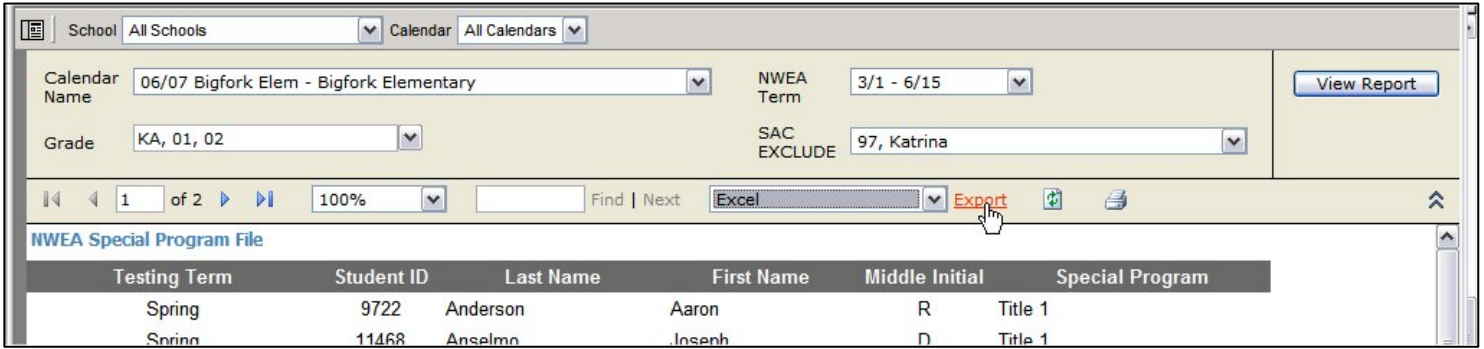 School All Schools Calendar All Calendars
Calendar Name 06/07 Bigfork Elem - Bigfork Elementary NWEA Term 3/1 - 6/15 View Report
Grade KA, 01, 02 SAC EXCLUDE 97, Katrina
1 of 2 100% Find | Next Excel Export
NWEA Special Program File
Testing Term Student ID Last Name First Name Middle Initial Special Program
Spring 9722 Anderson Aaron R Title 1
Spring 11468 Anselmo Joseph D Title 1